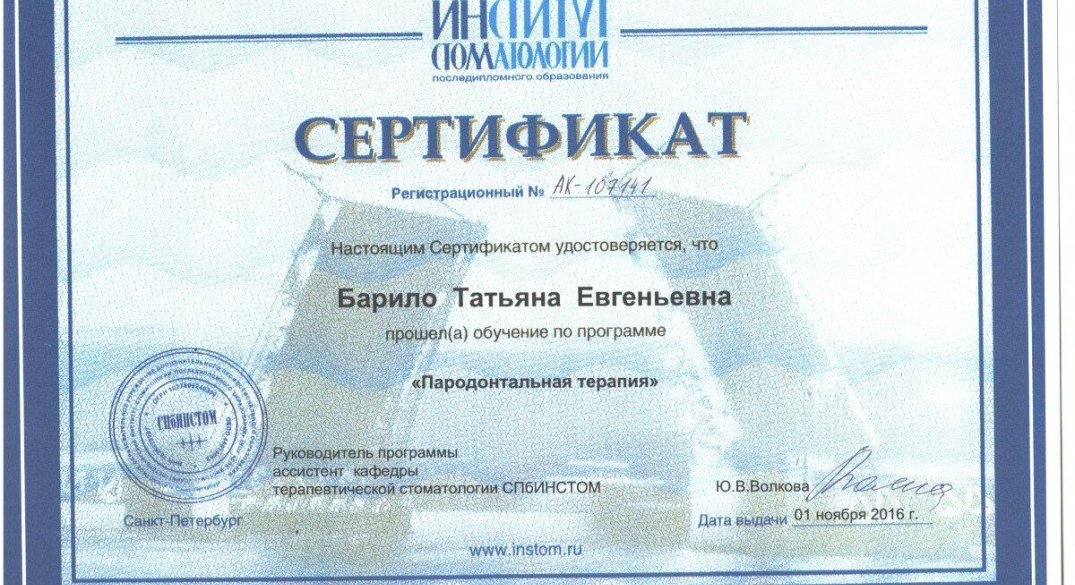 ИНСТИТУТ
СТОМАТОЛОГИИ
последипломного образования
СЕРТИФИКАТ
Регистрационный № АК-107141
Настоящим Сертификатом удостоверяется, что
Барило Татьяна Евгеньевна
прошел(а) обучение по программе
«Пародонтальная терапия»
СПбИНСТОМ
Руководитель программы
ассистент кафедры
терапевтической стоматологии СПбИНСТОМ
Ю.В.Волкова
Санкт-Петербург
Дата выдачи 01 ноября 2016 г.
www.instom.ru